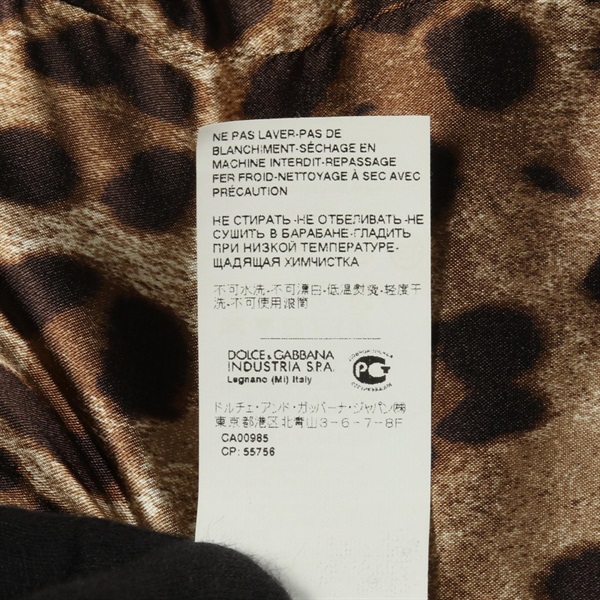 NE PAS LAVER-PAS DE
BLANCHIMENT-SÉCHAGE EN
MACHINE INTERDIT-REPASSAGE
FER FROID-NETTOYAGE À SEC AVEC
PRÉCAUTION
НЕ СТИРАТЬ-НЕ ОТБЕЛИВАТЬ-НЕ
СУШИТЬ В БАРАБАНЕ-ГЛАДИТЬ
ПРИ НИЗКОЙ ТЕМПЕРАТУРЕ-
ЩАДЯЩАЯ ХИМЧИСТКА
不可水洗-不可漂白-低溫熨燙-輕度干
洗-不可使用滾筒
DOLCE&GABBANA
INDUSTRIA S.P.A.
Legnano (Mi) Italy
ドルチェ・アンド・ガッバーナ・ジャパン㈱
東京都港区北青山3-6-7-8F
CA00985
CP: 55756